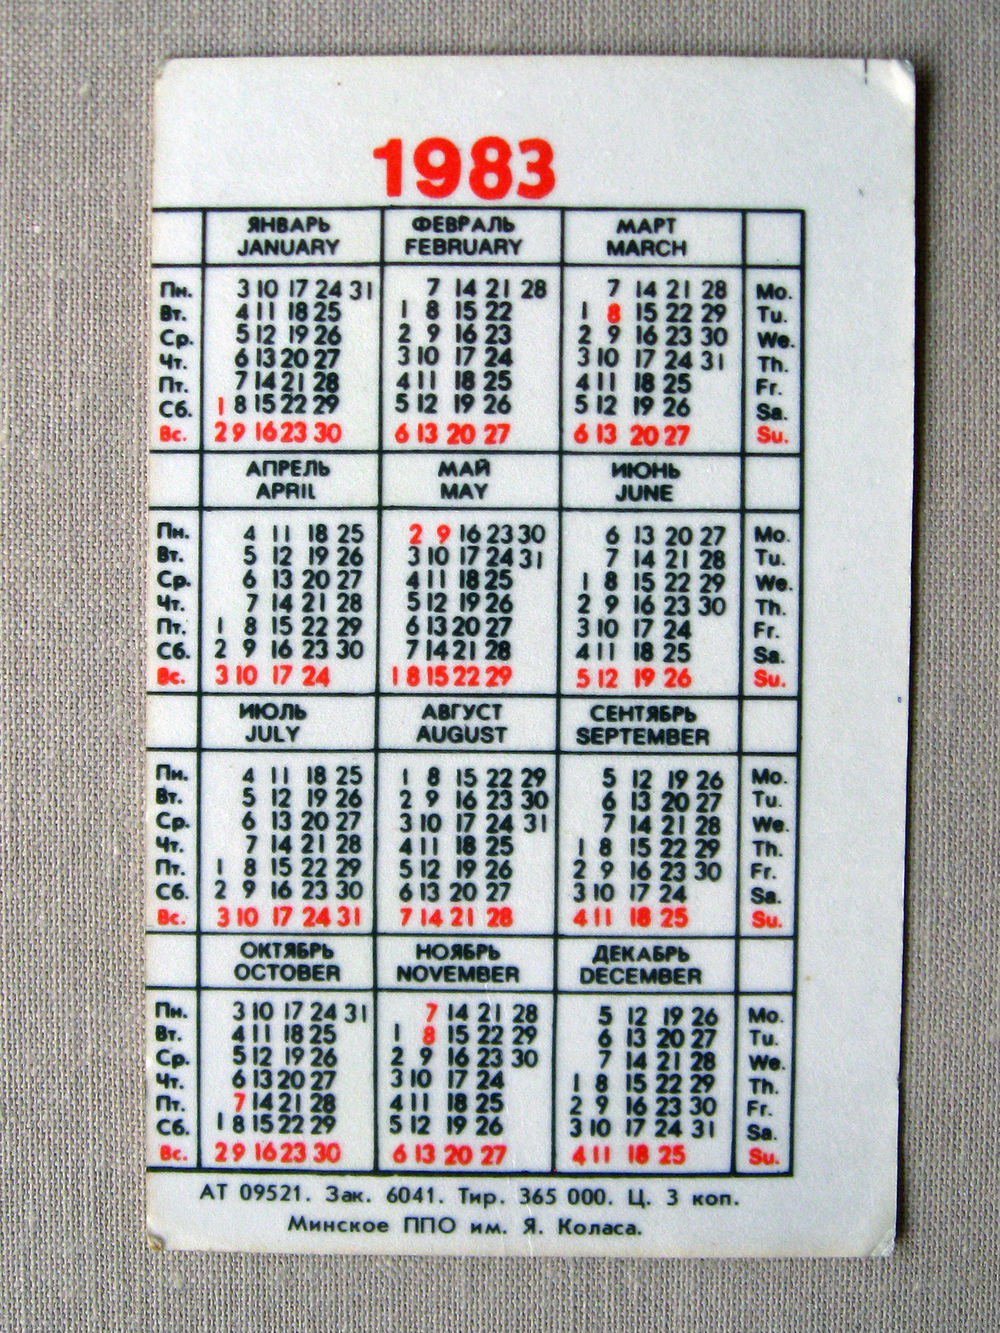 1983
ЯНВАРЬ ФЕВРАЛЬ МАРТ
JANUARY FEBRUARY MARCH
Пн. 3 10 17 24 31 7 14 21 28 7 14 21 28 Mo.
Вт. 4 11 18 25 1 8 15 22 1 8 15 22 29 Tu.
Ср. 5 12 19 26 2 9 16 23 2 9 16 23 30 We.
Чт. 6 13 20 27 3 10 17 24 3 10 17 24 31 Th.
Пт. 7 14 21 28 4 11 18 25 4 11 18 25 Fr.
Сб. 1 8 15 22 29 5 12 19 26 5 12 19 26 Sa.
Вс. 2 9 16 23 30 6 13 20 27 6 13 20 27 Su.
АПРЕЛЬ МАЙ ИЮНЬ
APRIL MAY JUNE
Пн. 4 11 18 25 2 9 16 23 30 6 13 20 27 Mo.
Вт. 5 12 19 26 3 10 17 24 31 7 14 21 28 Tu.
Ср. 6 13 20 27 4 11 18 25 1 8 15 22 29 We.
Чт. 7 14 21 28 5 12 19 26 2 9 16 23 30 Th.
Пт. 1 8 15 22 29 6 13 20 27 3 10 17 24 Fr.
Сб. 2 9 16 23 30 7 14 21 28 4 11 18 25 Sa.
Вс. 3 10 17 24 1 8 15 22 29 5 12 19 26 Su.
ИЮЛЬ АВГУСТ СЕНТЯБРЬ
JULY AUGUST SEPTEMBER
Пн. 4 11 18 25 1 8 15 22 29 5 12 19 26 Mo.
Вт. 5 12 19 26 2 9 16 23 30 6 13 20 27 Tu.
Ср. 6 13 20 27 3 10 17 24 31 7 14 21 28 We.
Чт. 7 14 21 28 4 11 18 25 1 8 15 22 29 Th.
Пт. 1 8 15 22 29 5 12 19 26 2 9 16 23 30 Fr.
Сб. 2 9 16 23 30 6 13 20 27 3 10 17 24 Sa.
Вс. 3 10 17 24 31 7 14 21 28 4 11 18 25 Su.
ОКТЯБРЬ НОЯБРЬ ДЕКАБРЬ
OCTOBER NOVEMBER DECEMBER
Пн. 3 10 17 24 31 7 14 21 28 5 12 19 26 Mo.
Вт. 4 11 18 25 1 8 15 22 29 6 13 20 27 Tu.
Ср. 5 12 19 26 2 9 16 23 30 7 14 21 28 We.
Чт. 6 13 20 27 3 10 17 24 1 8 15 22 29 Th.
Пт. 7 14 21 28 4 11 18 25 2 9 16 23 30 Fr.
Сб. 1 8 15 22 29 5 12 19 26 3 10 17 24 31 Sa.
Вс. 2 9 16 23 30 6 13 20 27 4 11 18 25 Su.
АТ 09521. Зак. 6041. Тир. 365 000. Ц. 3 коп.
Минское ППО им. Я. Коласа.